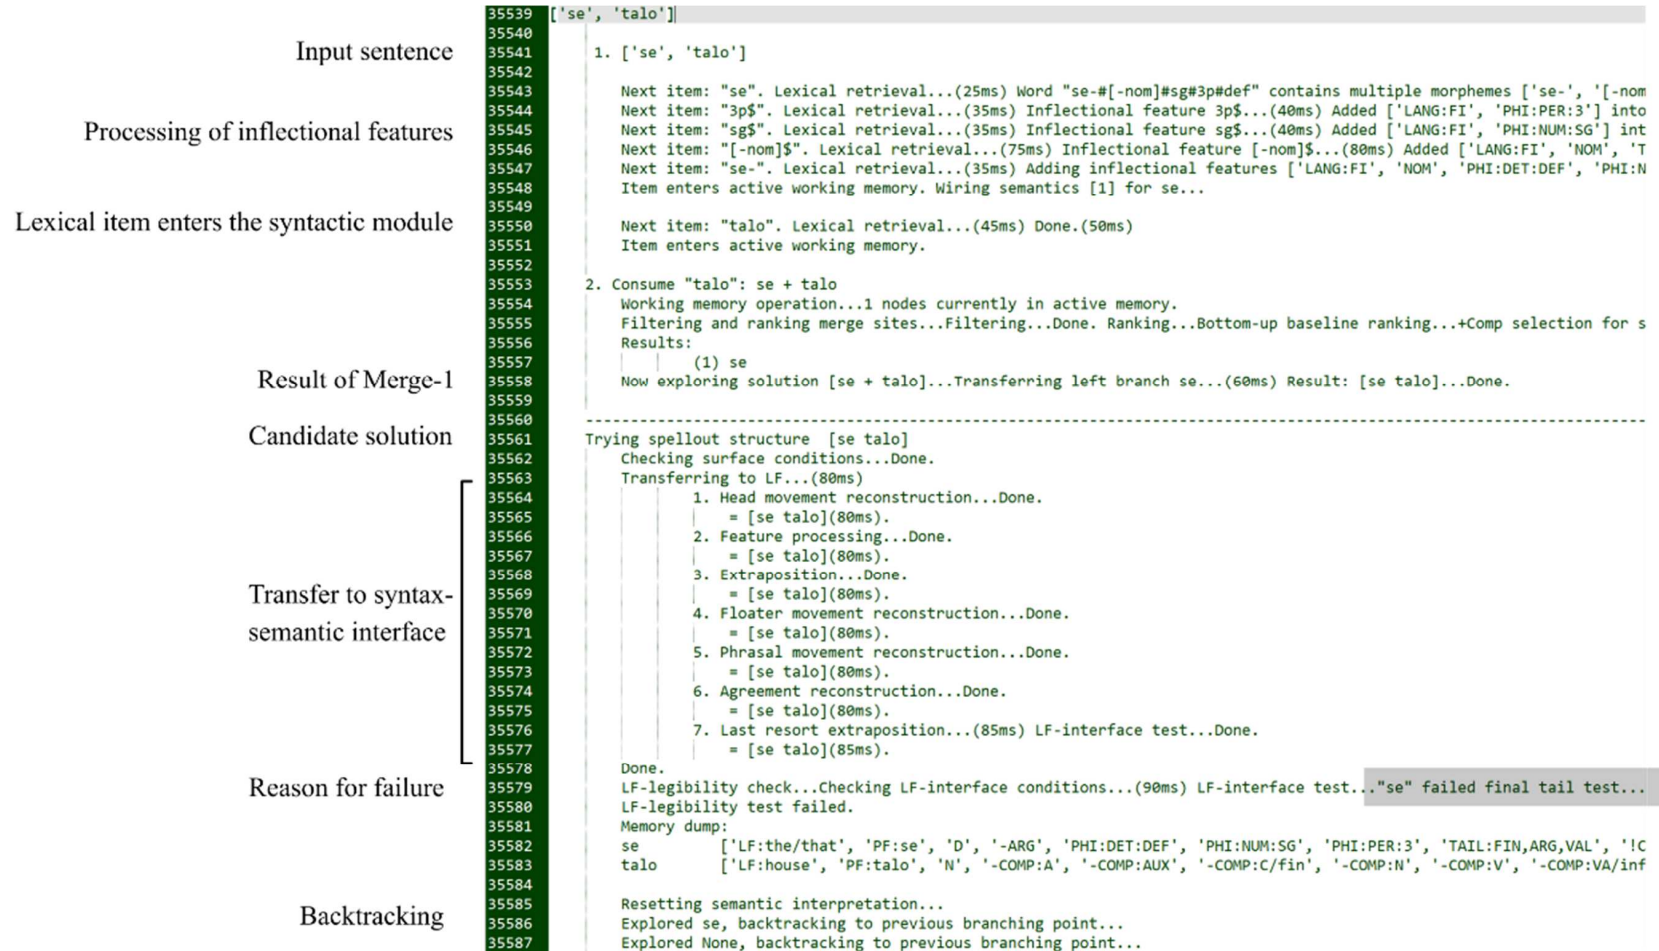 35539 ['se', 'talo']
35540
Input sentence 35541 1. ['se', 'talo']
35542
35543 Next item: "se". Lexical retrieval...(25ms) Word "se-#[-nom]#sg#3p#def" contains multiple morphemes ['se-', '[-nom
35544 Next item: "3p$". Lexical retrieval...(35ms) Inflectional feature 3p$...(40ms) Added ['LANG:FI', 'PHI:PER:3'] into
Processing of inflectional features 35545 Next item: "sg$". Lexical retrieval...(35ms) Inflectional feature sg$...(40ms) Added ['LANG:FI', 'PHI:NUM:SG'] int
35546 Next item: "[-nom]$". Lexical retrieval...(75ms) Inflectional feature [-nom]$...(80ms) Added ['LANG:FI', 'NOM', 'T
35547 Next item: "se-". Lexical retrieval...(35ms) Adding inflectional features ['LANG:FI', 'NOM', 'PHI:DET:DEF', 'PHI:N
35548 Item enters active working memory. Wiring semantics [1] for se...
35549
Lexical item enters the syntactic module 35550 Next item: "talo". Lexical retrieval...(45ms) Done.(50ms)
35551 Item enters active working memory.
35552
35553 2. Consume "talo": se + talo
35554 Working memory operation...1 nodes currently in active memory.
35555 Filtering and ranking merge sites...Filtering...Done. Ranking...Bottom-up baseline ranking...+Comp selection for s
35556 Results:
35557 (1) se
Result of Merge-1 35558 Now exploring solution [se + talo]...Transferring left branch se...(60ms) Result: [se talo]...Done.
35559
35560 --------------------------------------------------------------------------------
Candidate solution 35561 Trying spellout structure [se talo]
35562 Checking surface conditions...Done.
35563 Transferring to LF...(80ms)
35564 1. Head movement reconstruction...Done.
35565 = [se talo](80ms).
35566 2. Feature processing...Done.
35567 = [se talo](80ms).
35568 3. Extraposition...Done.
Transfer to syntax- 35569 = [se talo](80ms).
35570 4. Floater movement reconstruction...Done.
semantic interface 35571 = [se talo](80ms).
35572 5. Phrasal movement reconstruction...Done.
35573 = [se talo](80ms).
35574 6. Agreement reconstruction...Done.
35575 = [se talo](80ms).
35576 7. Last resort extraposition...(85ms) LF-interface test...Done.
35577 = [se talo](85ms).
35578 Done.
Reason for failure 35579 LF-legibility check...Checking LF-interface conditions...(90ms) LF-interface test..."se" failed final tail test...
35580 LF-legibility test failed.
35581 Memory dump:
35582 se ['LF:the/that', 'PF:se', 'D', '-ARG', 'PHI:DET:DEF', 'PHI:NUM:SG', 'PHI:PER:3', 'TAIL:FIN,ARG,VAL', '!C
35583 talo ['LF:house', 'PF:talo', 'N', '-COMP:A', '-COMP:AUX', '-COMP:C/fin', '-COMP:N', '-COMP:V', '-COMP:VA/inf
35584
35585 Resetting semantic interpretation...
Backtracking 35586 Explored se, backtracking to previous branching point...
35587 Explored None, backtracking to previous branching point...